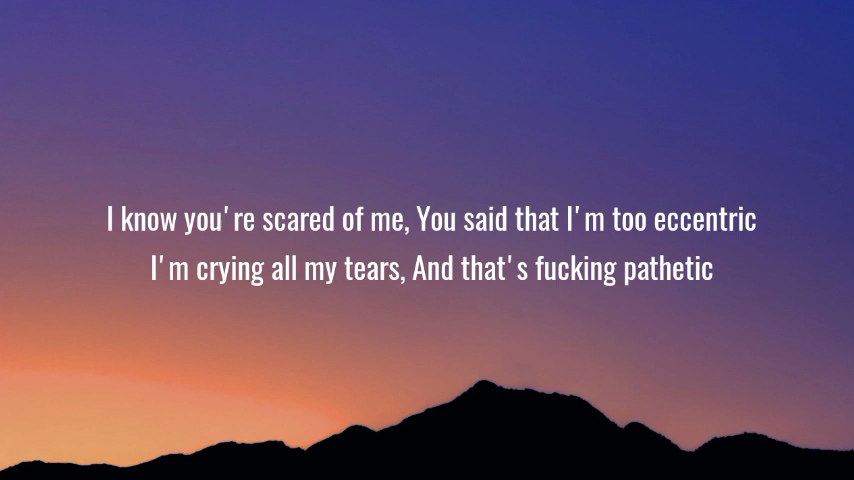 I know you're scared of me, You said that I'm too eccentric
I'm crying all my tears, And that's fucking pathetic